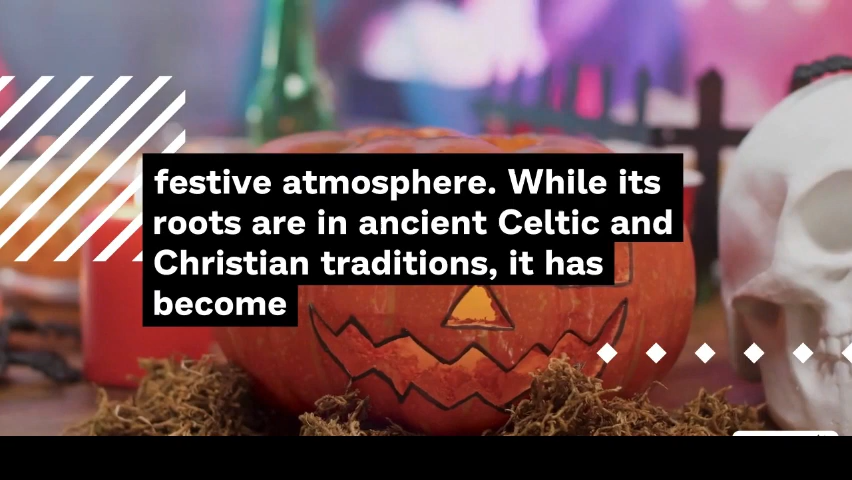 festive atmosphere. While its
roots are in ancient Celtic and
Christian traditions, it has
become